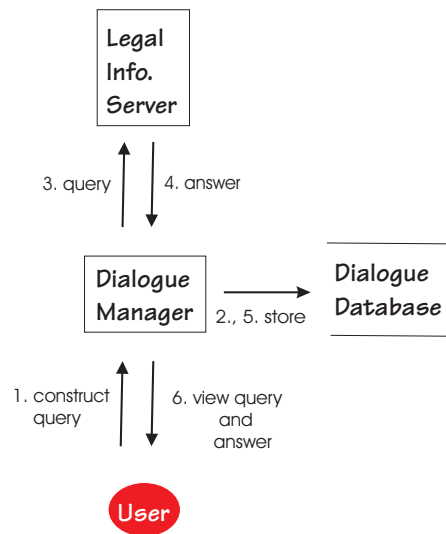 Legal
Info.
Server
3. query
4. answer
Dialogue
Manager
2., 5. store
Dialogue
Database
1. construct
query
6. view query
and
answer
User